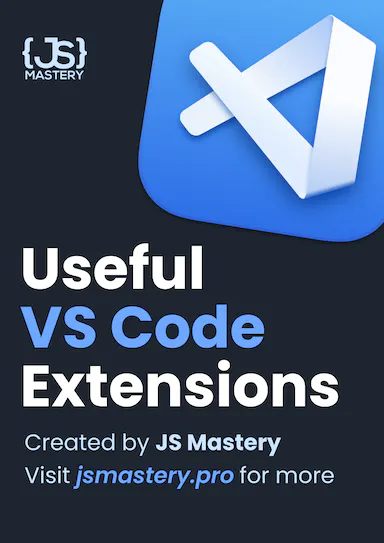 {JS}
MASTERY
Useful
VS Code
Extensions
Created by JS Mastery
Visit jsmastery.pro for more